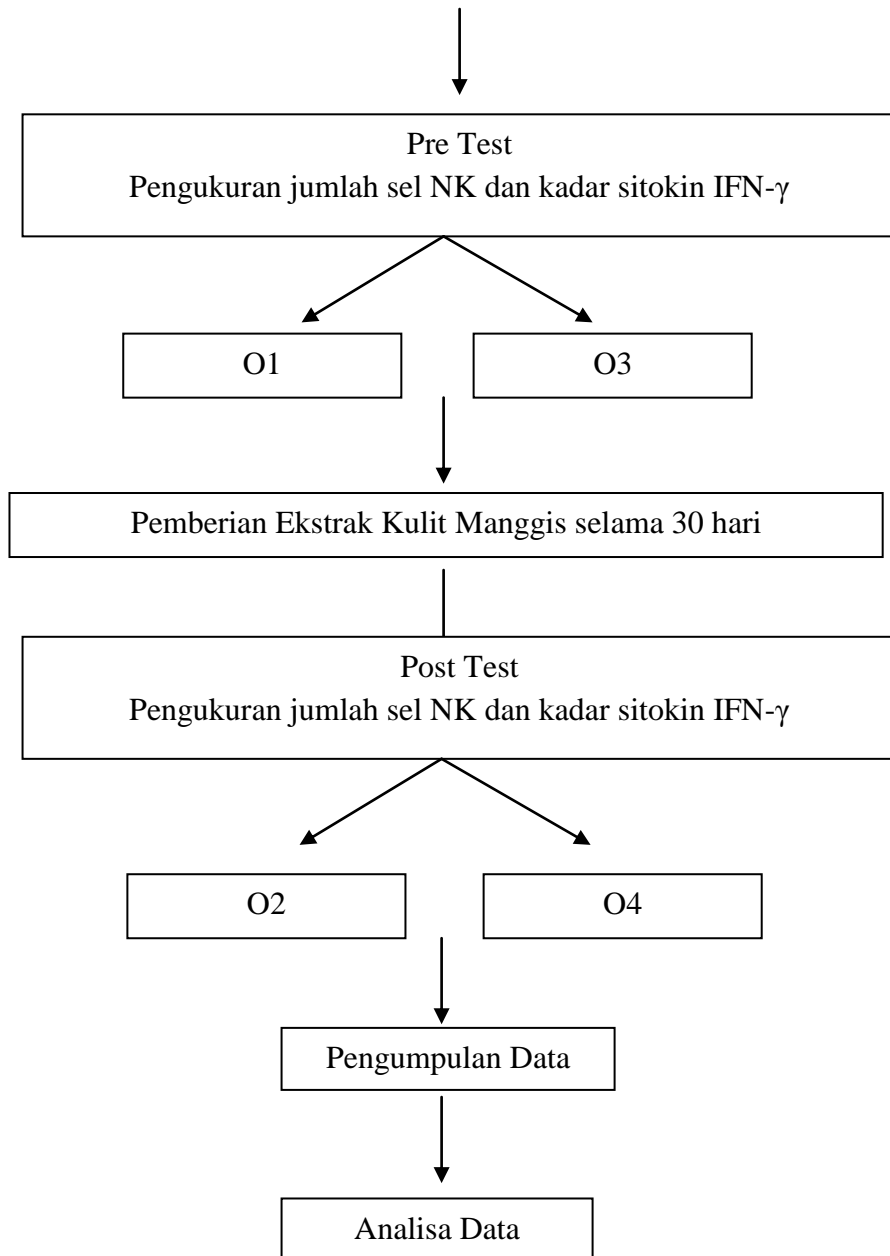 Pre Test
Pengukuran jumlah sel NK dan kadar sitokin IFN-γ
O1
O3
Pemberian Ekstrak Kulit Manggis selama 30 hari
Post Test
Pengukuran jumlah sel NK dan kadar sitokin IFN-γ
O2
O4
Pengumpulan Data
Analisa Data